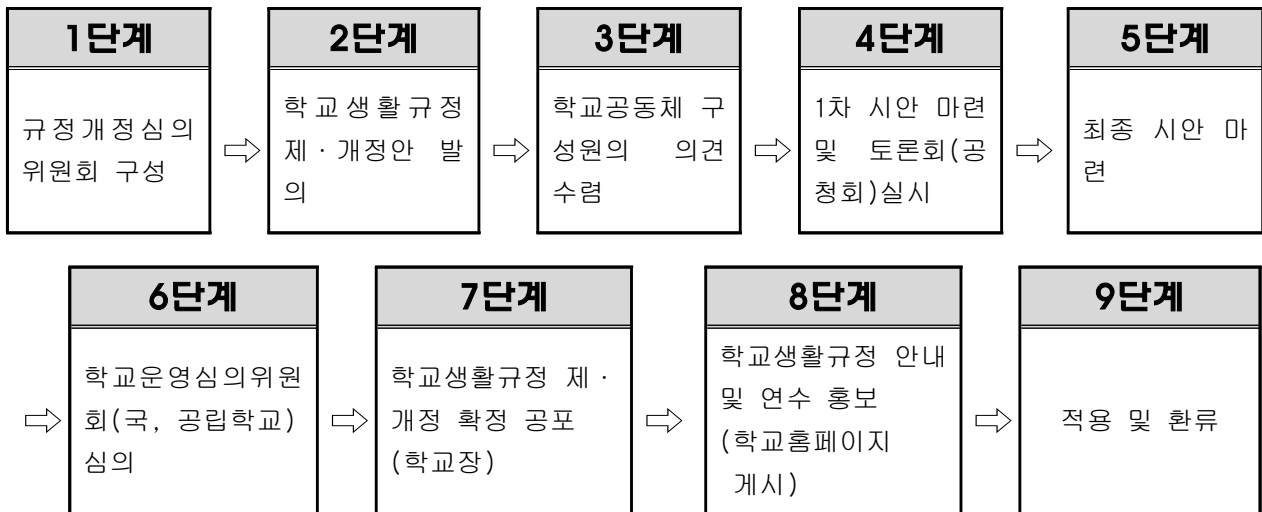 1단계
규정개정심의
위원회 구성
2단계
학교생활규정
제·개정안 발
의
3단계
학교공동체 구
성원의 의견
수렴
4단계
1차 시안 마련
및 토론회(공
청회)실시
5단계
최종 시안 마
련
6단계
학교운영심의위원
회(국, 공립학교)
심의
7단계
학교생활규정 제·
개정 확정 공포
(학교장)
8단계
학교생활규정 안내
및 연수 홍보
(학교홈페이지
게시)
9단계
적용 및 환류